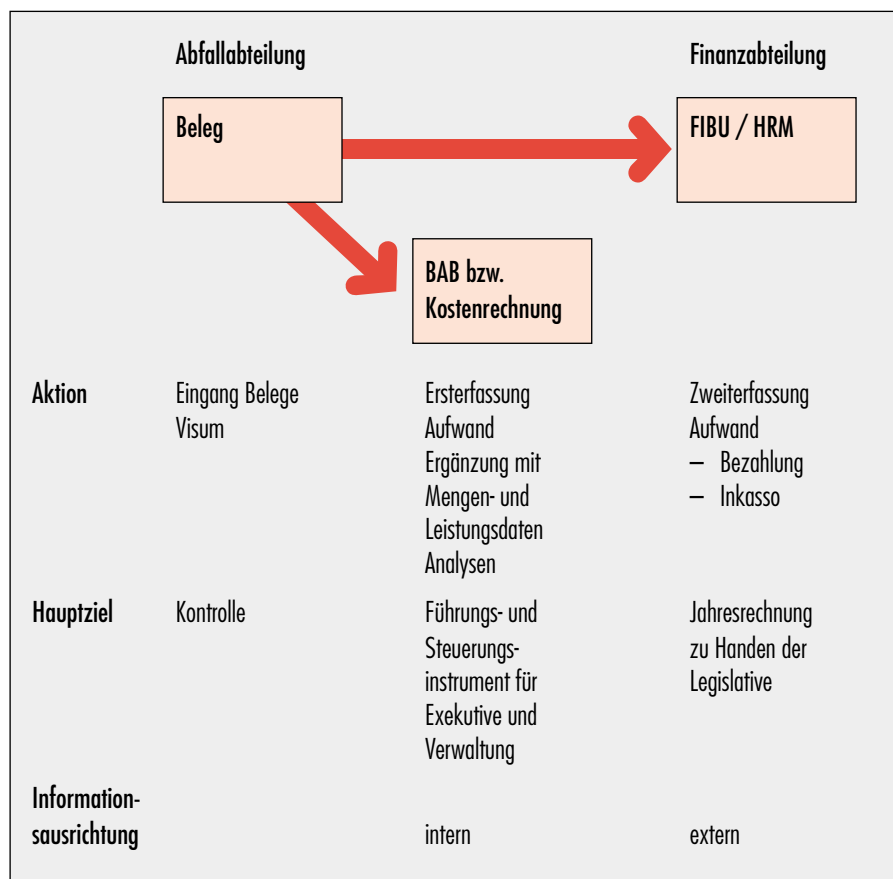 Abfallabteilung
Finanzabteilung
Beleg
FIBU / HRM
BAB bzw.
Kostenrechnung
Aktion
Eingang Belege
Visum
Ersterfassung
Aufwand
Ergänzung mit
Mengen- und
Leistungsdaten
Analysen
Zweiterfassung
Aufwand
– Bezahlung
– Inkasso
Hauptziel
Kontrolle
Führungs- und
Steuerungs-
instrument für
Exekutive und
Verwaltung
Jahresrechnung
zu Handen der
Legislative
Information-
sausrichtung
intern
extern